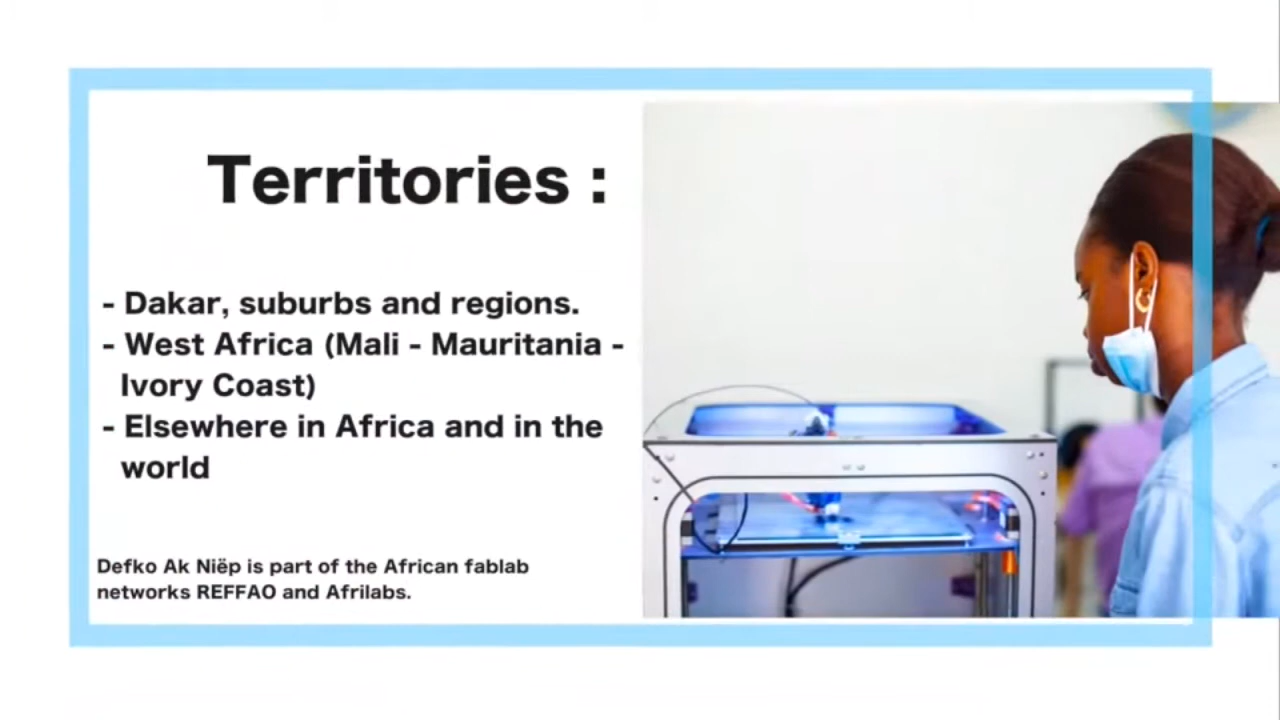 Territories :
- Dakar, suburbs and regions.
- West Africa (Mali - Mauritania -
Ivory Coast)
- Elsewhere in Africa and in the
world
Defko Ak Niëp is part of the African fablab
networks REFFAO and Afrilabs.